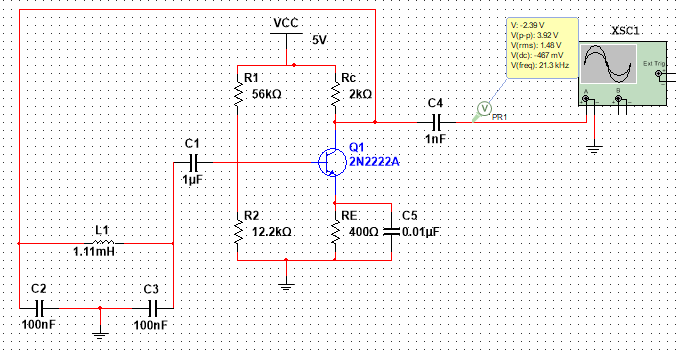 VCC
5V
V: -2.39 V
V(p-p): 3.92 V
V(rms): 1.48 V
V(dc): -467 mV
V(freq): 21.3 kHz
XSC1
Ext Trig
A
B
R1
56kΩ
Rc
2kΩ
C4
1nF
V
PR1
C1
1µF
Q1
2N2222A
R2
12.2kΩ
RE
400Ω
C5
0.01µF
L1
1.11mH
C2
100nF
C3
100nF